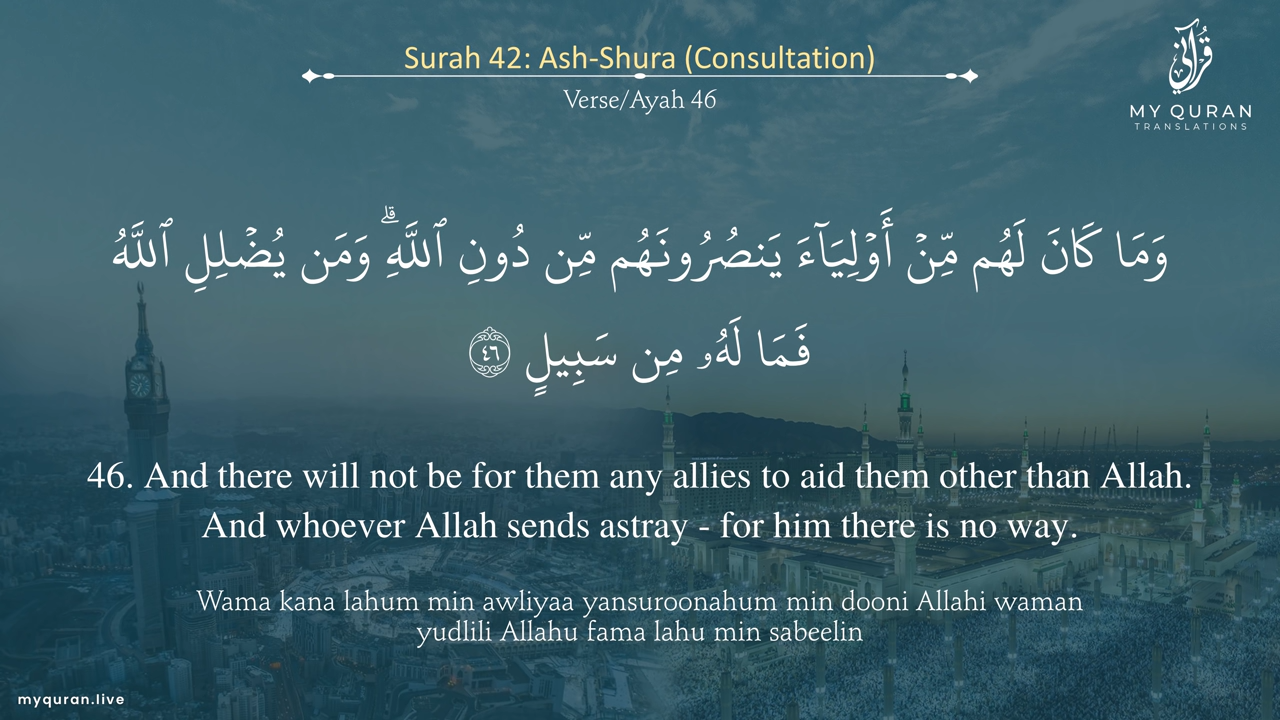 Surah 42: Ash-Shura (Consultation)
Verse/Ayah 46
قرآني
MY QURAN
TRANSLATIONS
وَمَا كَانَ لَهُم مِّنْ أَوْلِيَآءَ يَنصُرُونَهُم مِّن دُونِ ٱللَّهِ ۗ وَمَن يُضْلِلِ ٱللَّهُ
فَمَا لَهُۥ مِن سَبِيلٍ ٤٦
46. And there will not be for them any allies to aid them other than Allah.
And whoever Allah sends astray - for him there is no way.
Wama kana lahum min awliyaa yansuroonahum min dooni Allahi waman
yudlili Allahu fama lahu min sabeelin
myquran.live